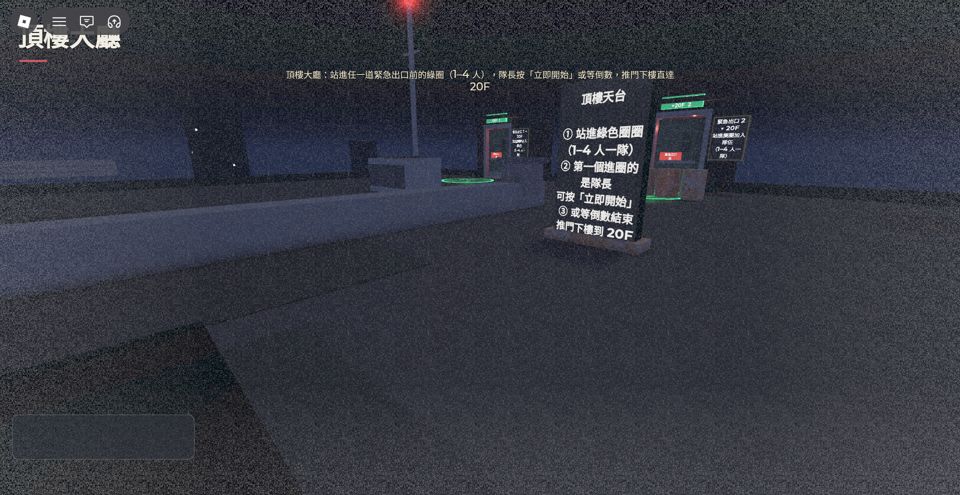 頂樓大廳
頂樓大廳：站進任一道緊急出口前的綠圈（1–4 人），隊長按「立即開始」或等倒數，推門下樓直達
20F
頂樓天台
① 站進綠色圈圈
（1–4 人一隊）
② 第一個進圈的
是隊長
可按「立即開始」
③ 或等倒數結束
推門下樓到 20F
緊急出口 2